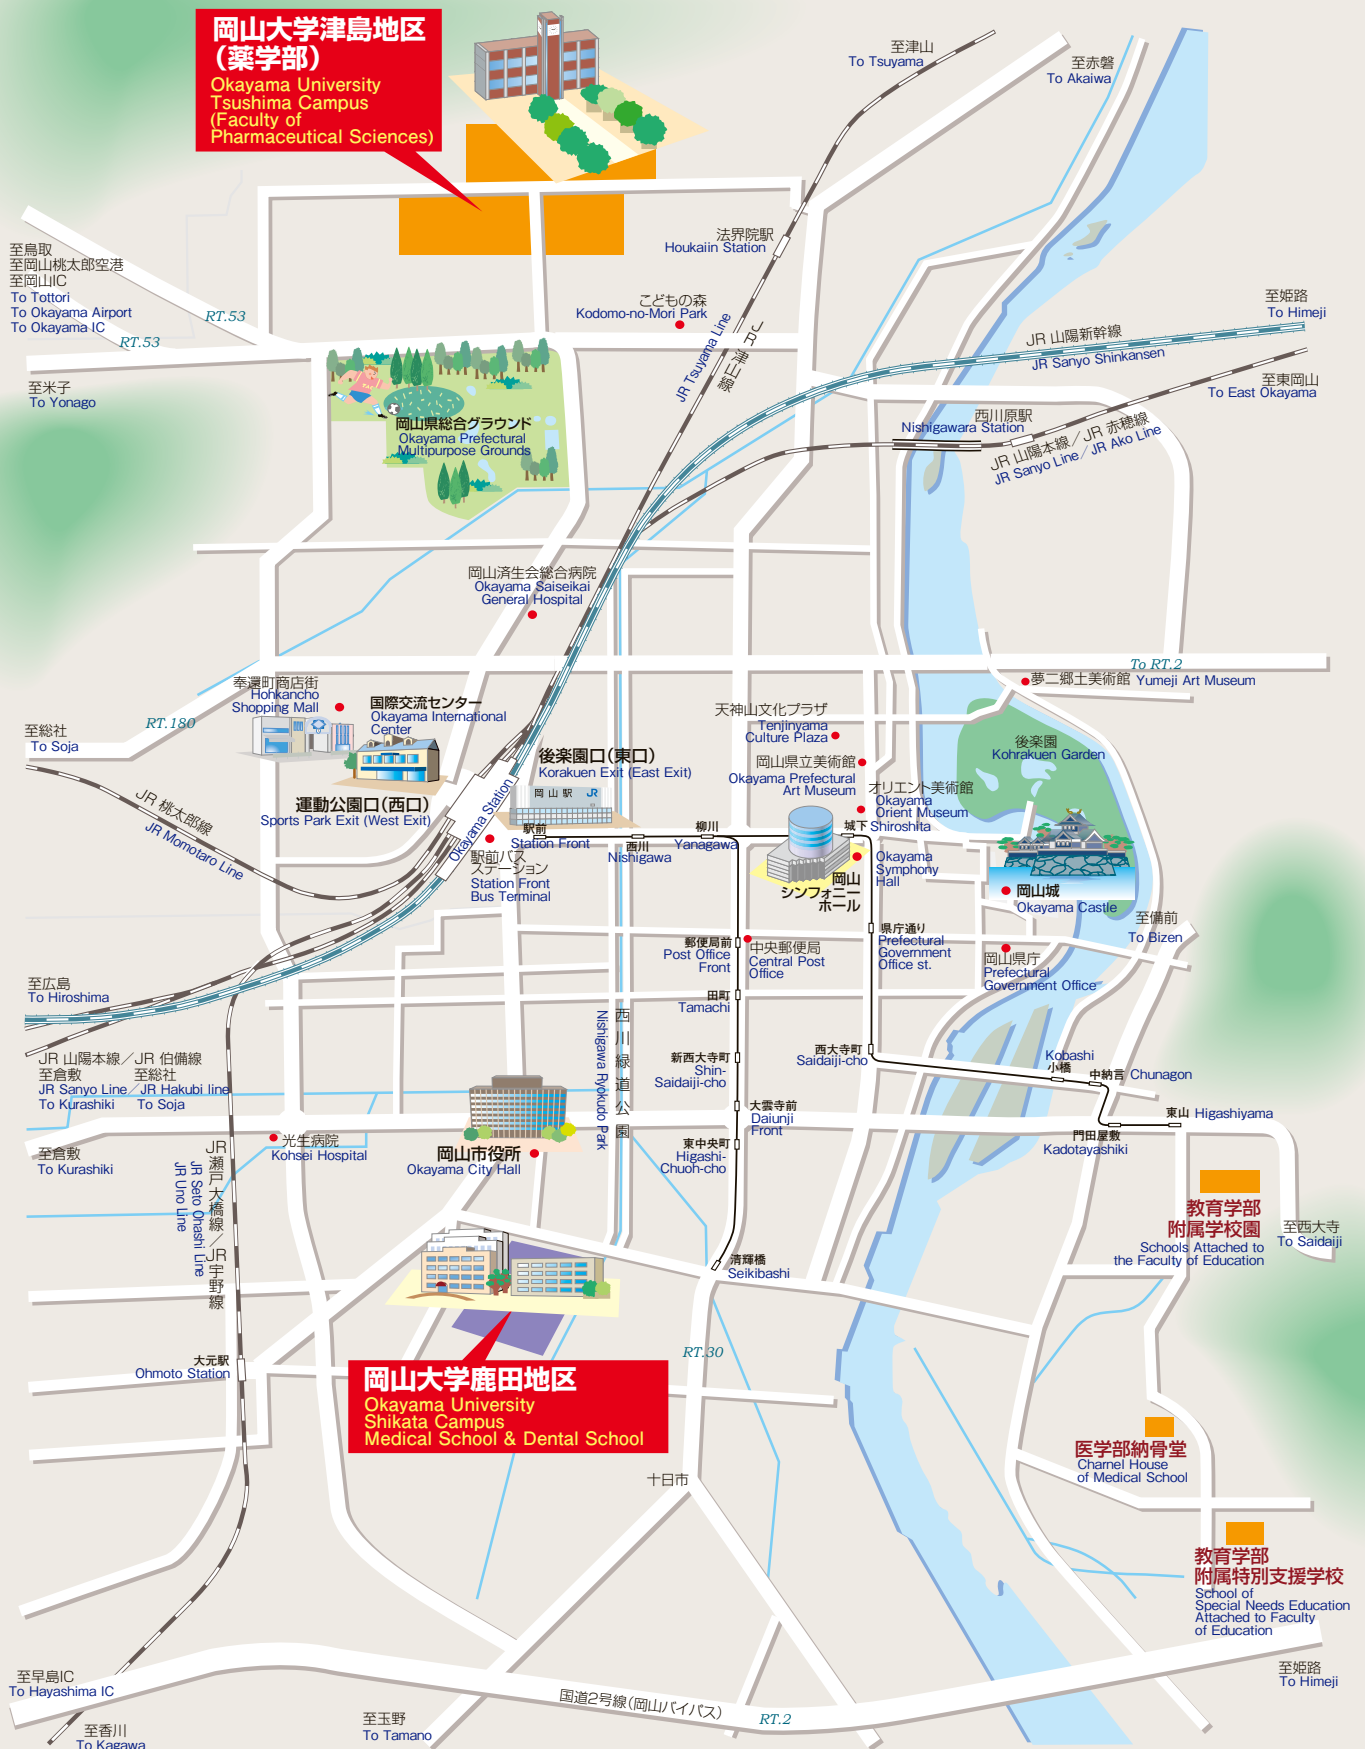 岡山大学津島地区
（薬学部）
Okayama University
Tsushima Campus
(Faculty of
Pharmaceutical Sciences)
至津山
To Tsuyama
至赤磐
To Akaiwa
法界院駅
Houkaiin Station
至鳥取
至岡山桃太郎空港
至岡山IC
To Tottori
To Okayama Airport
To Okayama IC
RT.53
RT.53
こどもの森
Kodomo-no-Mori Park
JR Tsuyama Line
JR 津山線
至姫路
To Himeji
JR 山陽新幹線
JR Sanyo Shinkansen
至米子
To Yonago
至東岡山
To East Okayama
岡山県総合グラウンド
Okayama Prefectural
Multipurpose Grounds
西川原駅
Nishigawara Station
JR 山陽本線／JR 赤穂線
JR Sanyo Line／JR Ako Line
岡山済生会総合病院
Okayama Saiseikai
General Hospital
To RT.2
夢二郷土美術館 Yumeji Art Museum
奉還町商店街
Hohkancho
Shopping Mall
国際交流センター
Okayama International
Center
RT.180
至総社
To Soja
天神山文化プラザ
Tenjinyama
Culture Plaza
後楽園
Kohrakuen Garden
後楽園口（東口）
Korakuen Exit (East Exit)
岡山県立美術館
Okayama Prefectural
Art Museum
オリエント美術館
Okayama
Orient Museum
岡山駅 JR
運動公園口（西口）
Sports Park Exit (West Exit)
Okayama Station
JR 桃太郎線
JR Momotaro Line
駅前
Station Front
西川
Nishigawa
柳川
Yanagawa
城下 Shiroshita
駅前バス
ステーション
Station Front
Bus Terminal
Okayama
Symphony
Hall
岡山
シンフォニー
ホール
岡山城
Okayama Castle
至備前
To Bizen
郵便局前
Post Office
Front
中央郵便局
Central Post
Office
県庁通り
Prefectural
Government
Office st.
岡山県庁
Prefectural
Government Office
至広島
To Hiroshima
田町
Tamachi
西川緑道公園
Nishigawa Ryokudo Park
新西大寺町
Shin-
Saidaiji-cho
西大寺町
Saidaiji-cho
Kobashi
小橋
中納言 Chunagon
JR 山陽本線／JR 伯備線
至倉敷 至総社
JR Sanyo Line／JR Hakubi line
To Kurashiki To Soja
大雲寺前
Daiunji
Front
東山 Higashiyama
門田屋敷
Kadotayashiki
至倉敷
To Kurashiki
光生病院
Kohsei Hospital
岡山市役所
Okayama City Hall
東中央町
Higashi-
Chuoh-cho
JR 瀬戸大橋線／JR 宇野線
JR Seto Ohashi Line
JR Uno Line
教育学部
附属学校園
Schools Attached to
the Faculty of Education
至西大寺
To Saidaiji
清輝橋
Seikibashi
大元駅
Ohmoto Station
RT.30
岡山大学鹿田地区
Okayama University
Shikata Campus
Medical School & Dental School
十日市
医学部納骨堂
Charnel House
of Medical School
教育学部
附属特別支援学校
School of
Special Needs Education
Attached to Faculty
of Education
至早島IC
To Hayashima IC
至香川
To Kagawa
至玉野
To Tamano
国道2号線（岡山バイパス）
RT.2
至姫路
To Himeji